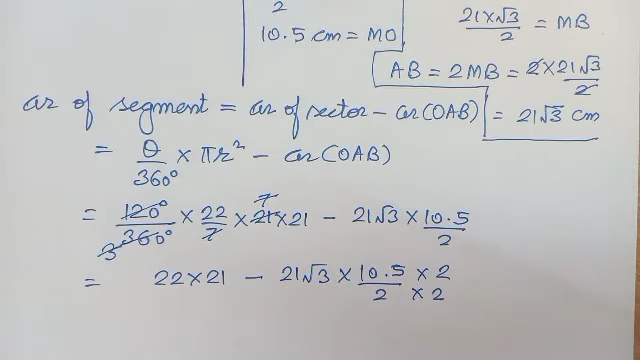 2
10.5 cm = MO
21×√3/2 = MB
AB = 2MB = 2×21√3/2
= 21√3 cm
ar of segment = ar of sector - ar(OAB)
= θ/360° × πr² - ar(OAB)
= 120°/360° 3 × 22/7 × 21 7 × 21 - 21√3 × 10.5/2
= 22×21 - 21√3 × 10.5/2 × 2/× 2